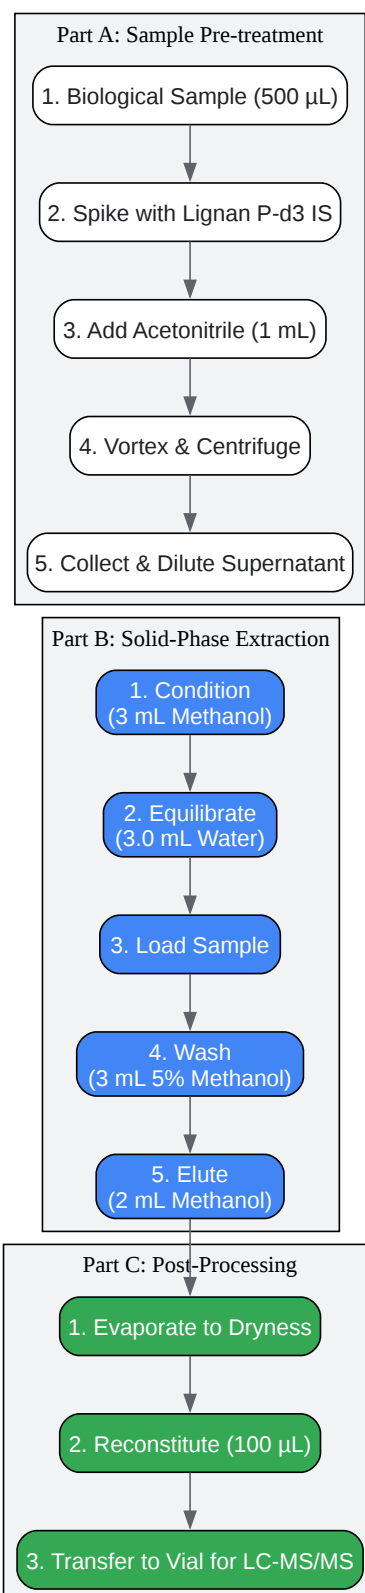 Part A: Sample Pre-treatment
1. Biological Sample (500 µL)
2. Spike with Lignan P-d3 IS
3. Add Acetonitrile (1 mL)
4. Vortex & Centrifuge
5. Collect & Dilute Supernatant
Part B: Solid-Phase Extraction
1. Condition
(3 mL Methanol)
2. Equilibrate
(3.0 mL Water)
3. Load Sample
4. Wash
(3 mL 5% Methanol)
5. Elute
(2 mL Methanol)
Part C: Post-Processing
1. Evaporate to Dryness
2. Reconstitute (100 µL)
3. Transfer to Vial for LC-MS/MS